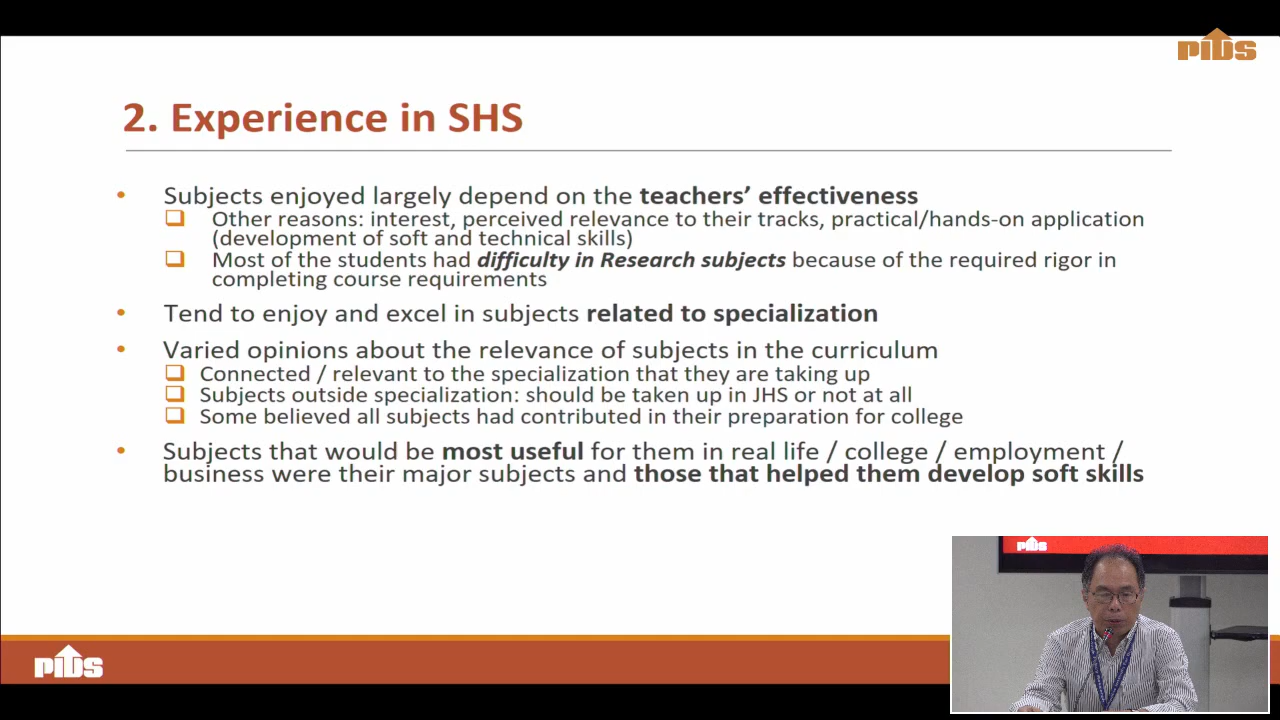 PIDS
2. Experience in SHS
• Subjects enjoyed largely depend on the teachers' effectiveness
❑ Other reasons: interest, perceived relevance to their tracks, practical/hands-on application
(development of soft and technical skills)
❑ Most of the students had difficulty in Research subjects because of the required rigor in
completing course requirements
• Tend to enjoy and excel in subjects related to specialization
• Varied opinions about the relevance of subjects in the curriculum
❑ Connected / relevant to the specialization that they are taking up
❑ Subjects outside specialization: should be taken up in JHS or not at all
❑ Some believed all subjects had contributed in their preparation for college
• Subjects that would be most useful for them in real life / college / employment /
business were their major subjects and those that helped them develop soft skills
PIDS
PIDS